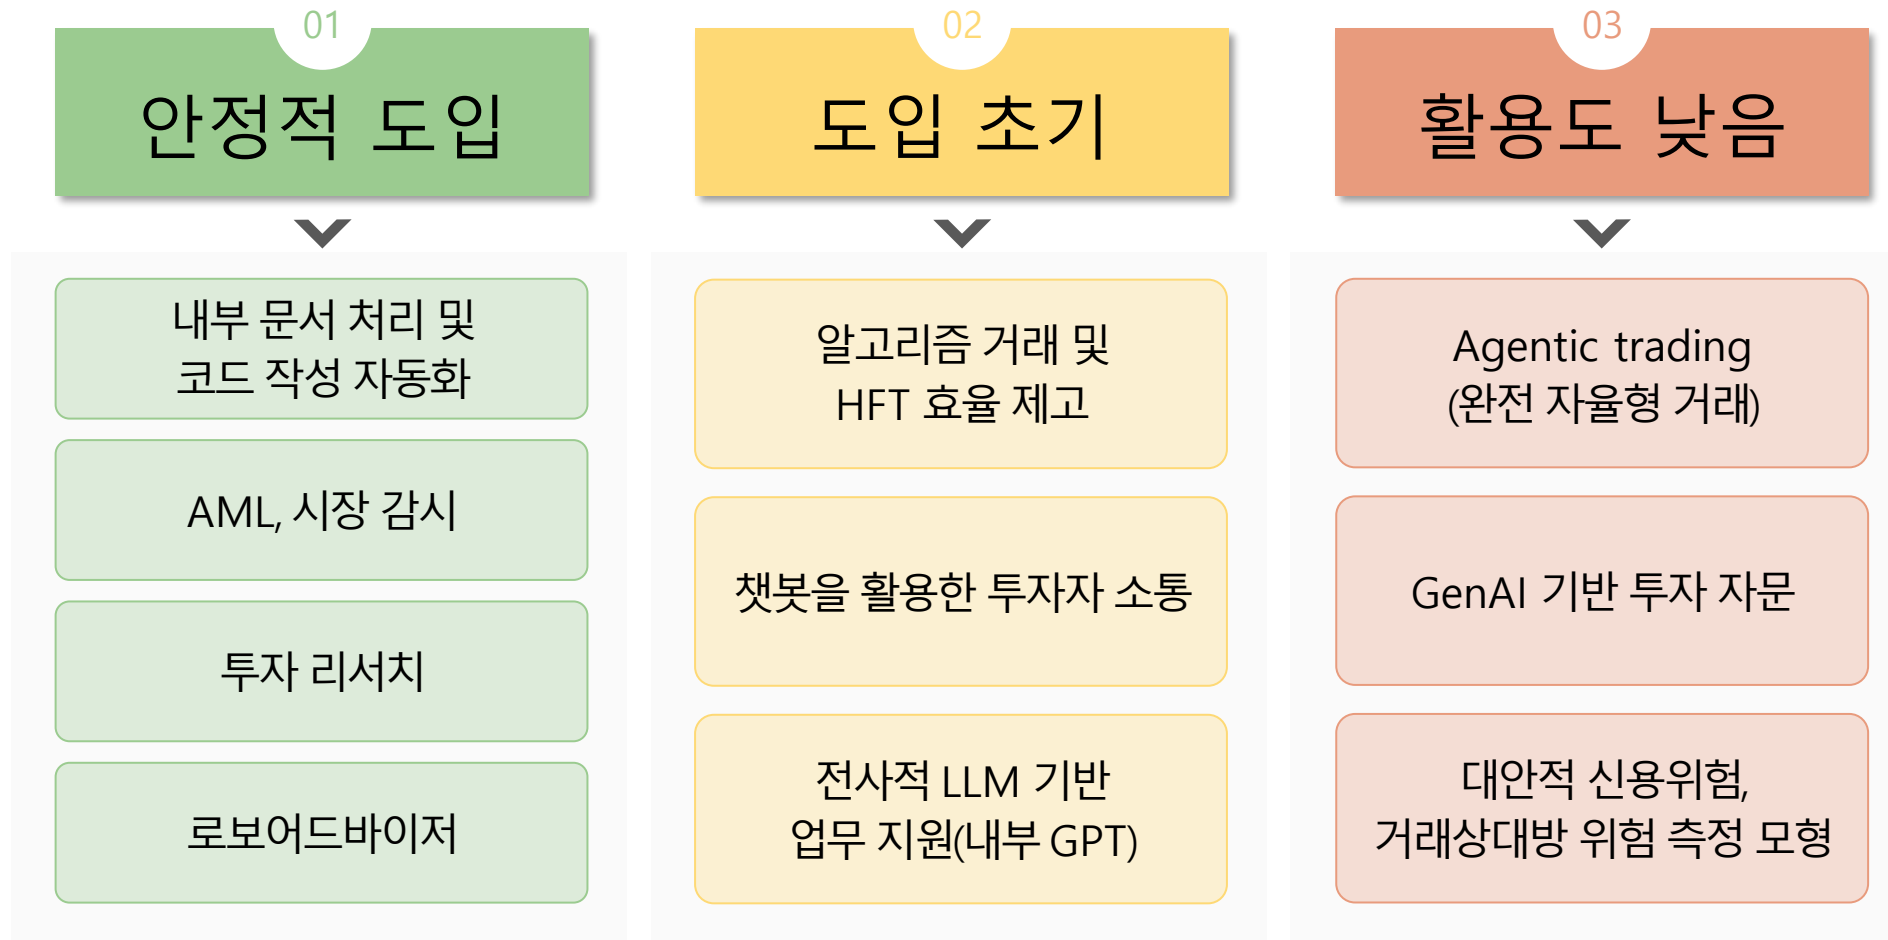 01
안정적 도입
내부 문서 처리 및
코드 작성 자동화
AML, 시장 감시
투자 리서치
로보어드바이저
02
도입 초기
알고리즘 거래 및
HFT 효율 제고
챗봇을 활용한 투자자 소통
전사적 LLM 기반
업무 지원(내부 GPT)
03
활용도 낮음
Agentic trading
(완전 자율형 거래)
GenAI 기반 투자 자문
대안적 신용위험,
거래상대방 위험 측정 모형